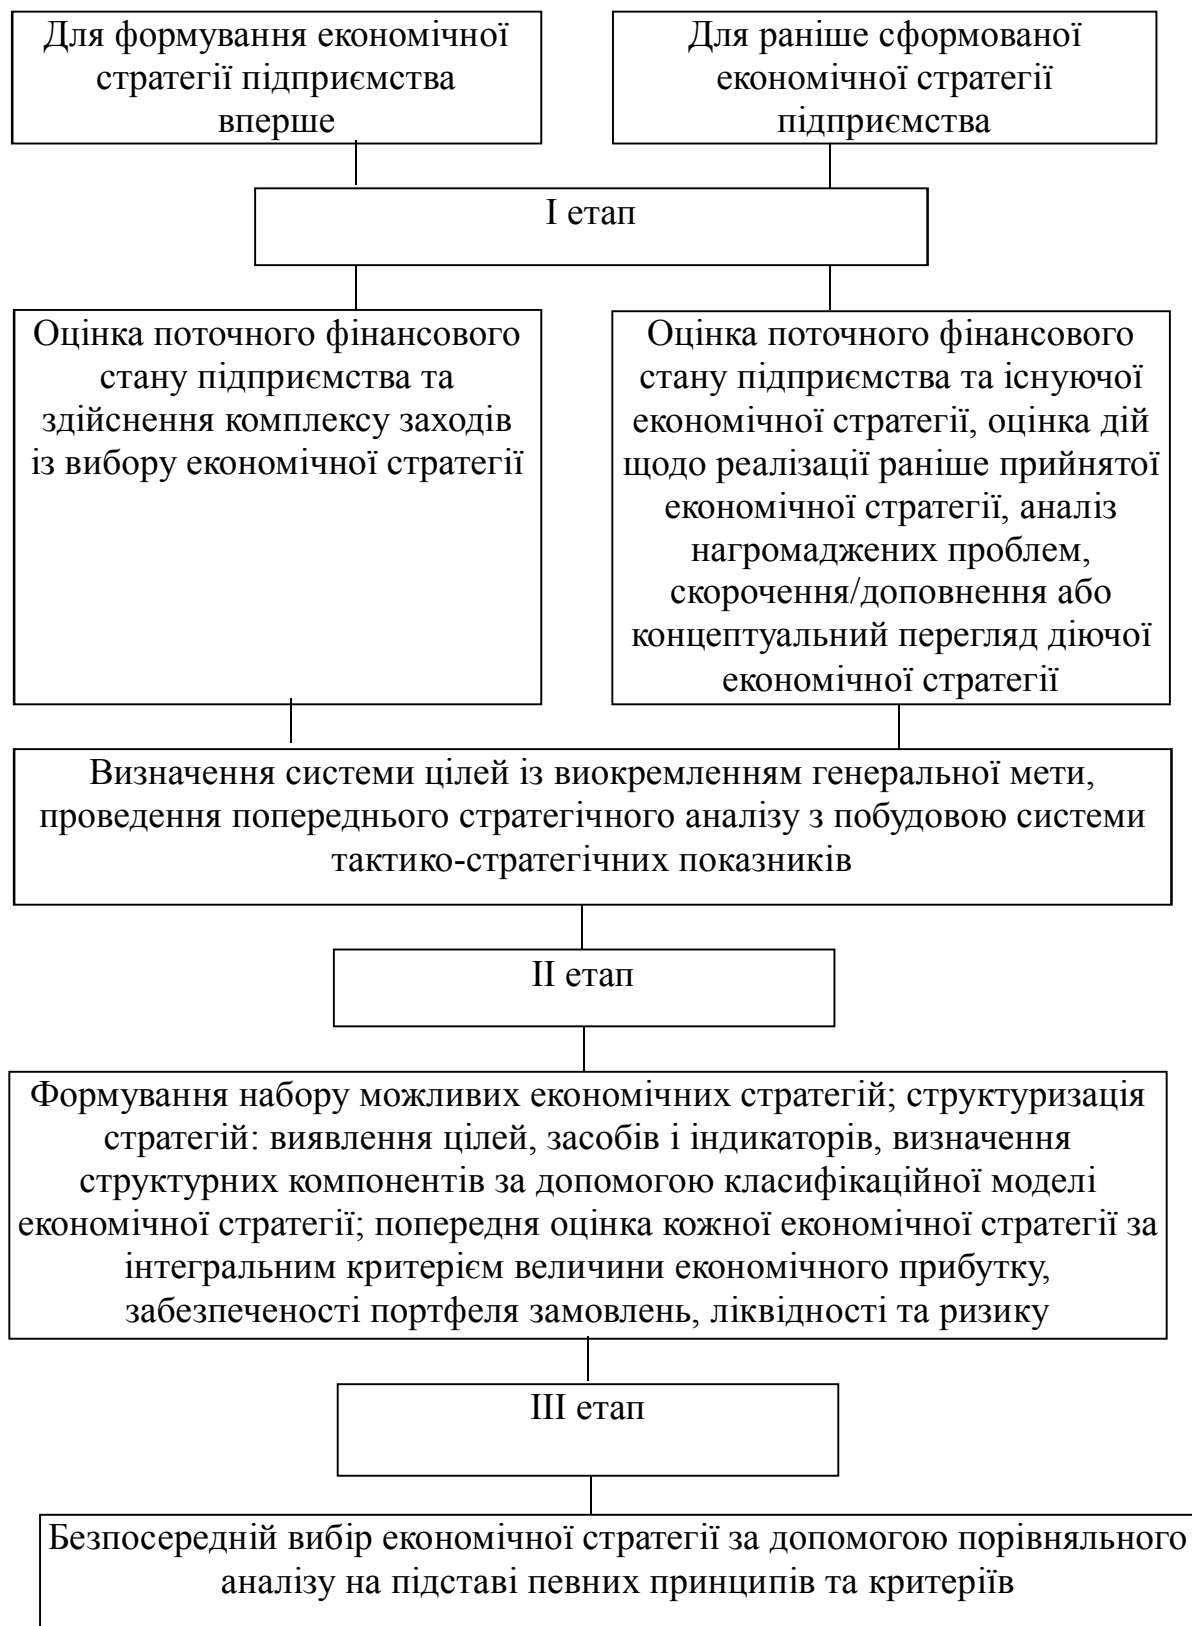 Для формування економічної
стратегії підприємства
вперше
Для раніше сформованої
економічної стратегії
підприємства
І етап
Оцінка поточного фінансового
стану підприємства та
здійснення комплексу заходів
із вибору економічної стратегії
Оцінка поточного фінансового
стану підприємства та існуючої
економічної стратегії, оцінка дій
щодо реалізації раніше прийнятої
економічної стратегії, аналіз
нагромаджених проблем,
скорочення/доповнення або
концептуальний перегляд діючої
економічної стратегії
Визначення системи цілей із виокремленням генеральної мети,
проведення попереднього стратегічного аналізу з побудовою системи
тактико-стратегічних показників
ІІ етап
Формування набору можливих економічних стратегій; структуризація
стратегій: виявлення цілей, засобів і індикаторів, визначення
структурних компонентів за допомогою класифікаційної моделі
економічної стратегії; попередня оцінка кожної економічної стратегії за
інтегральним критерієм величини економічного прибутку,
забезпеченості портфеля замовлень, ліквідності та ризику
ІІІ етап
Безпосередній вибір економічної стратегії за допомогою порівняльного
аналізу на підставі певних принципів та критеріїв